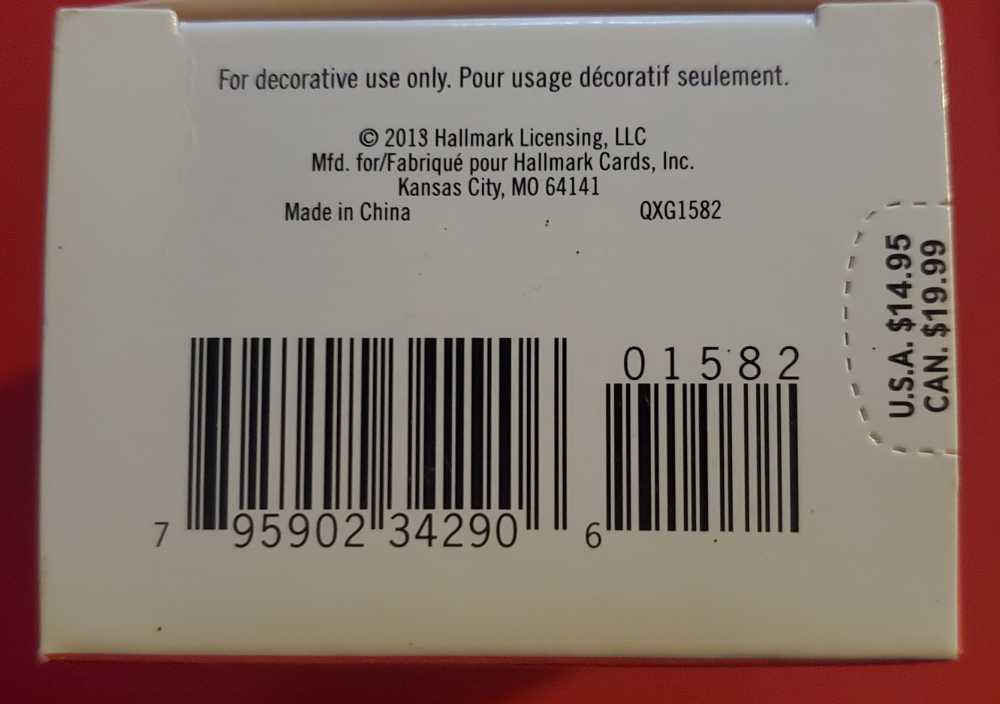 For decorative use only. Pour usage décoratif seulement.
© 2013 Hallmark Licensing, LLC
Mfd. for/Fabriqué pour Hallmark Cards, Inc.
Kansas City, MO 64141
Made in China QXG1582
U.S.A. $14.95
CAN. $19.99
01582
7 95902 34290 6